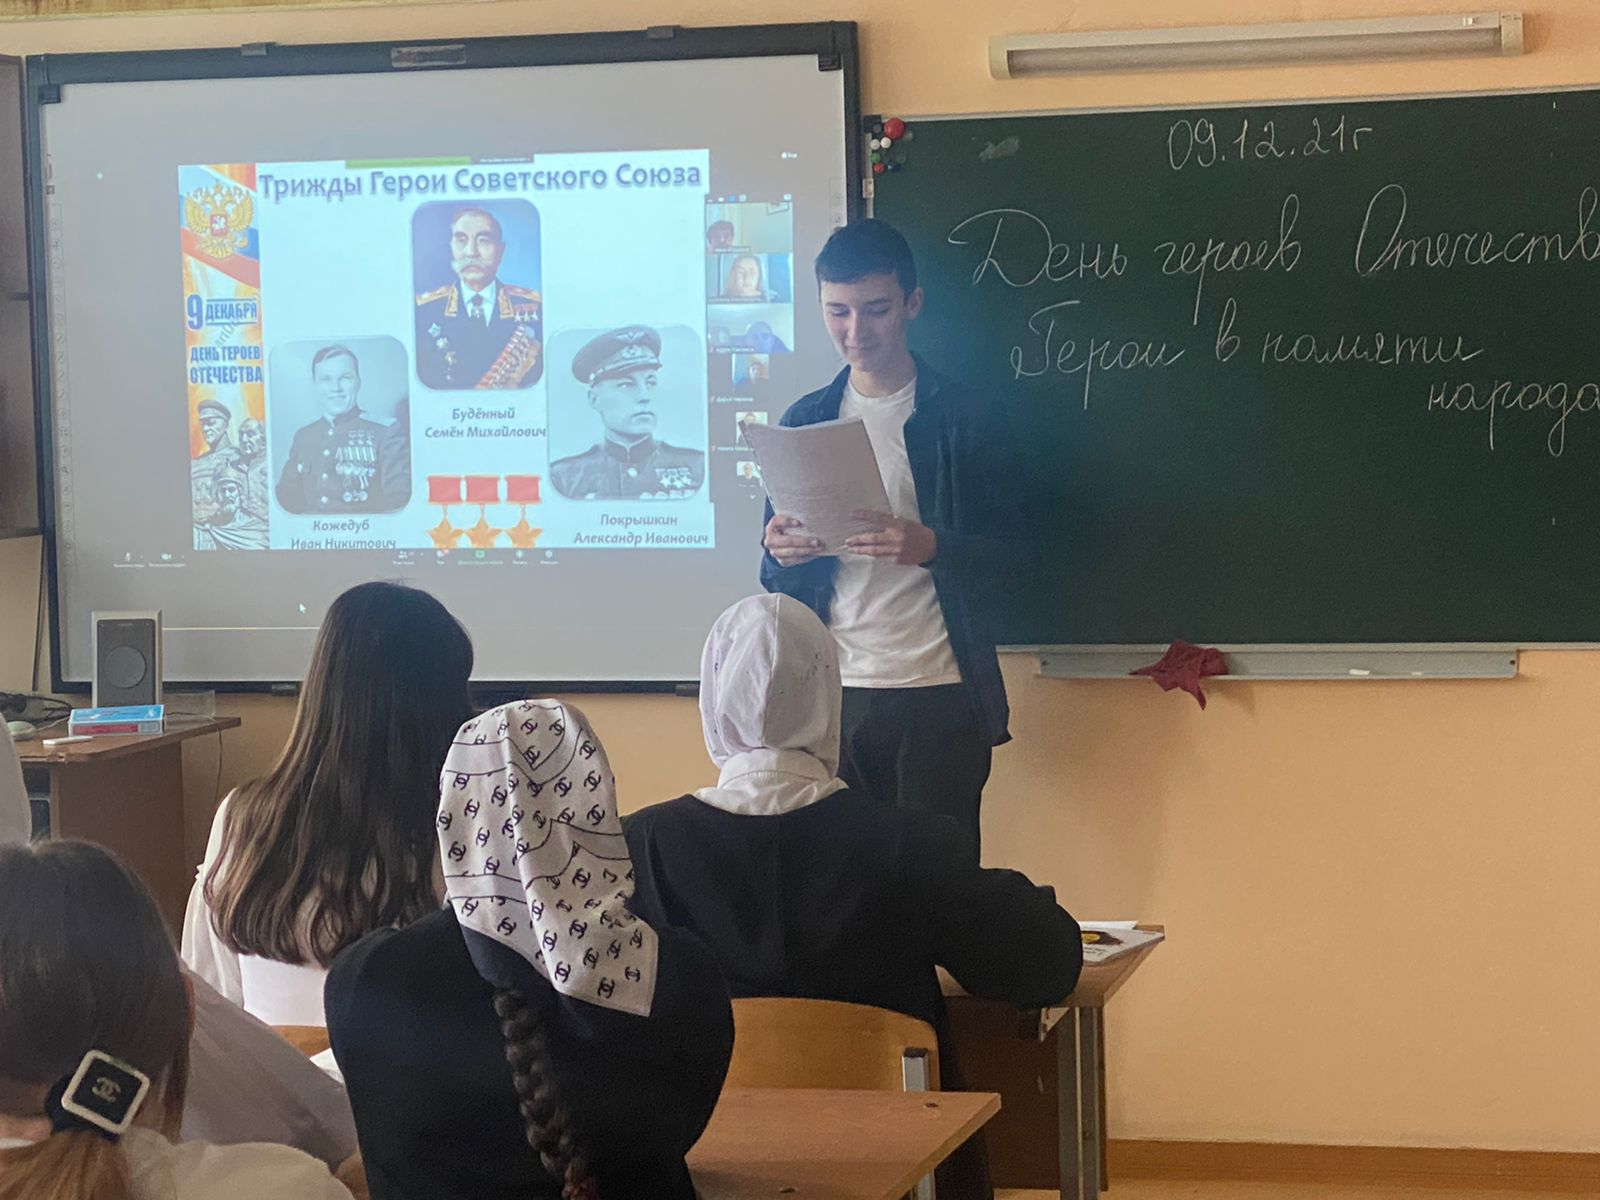 Трижды Герои Советского Союза
9 ДЕКАБРЯ
ДЕНЬ ГЕРОЕВ
ОТЕЧЕСТВА
Будённый
Семён Михайлович
Кожедуб
Иван Никитович
Покрышкин
Александр Иванович
09.12.21г
День героев Отечеств
Герои в памяти
народа